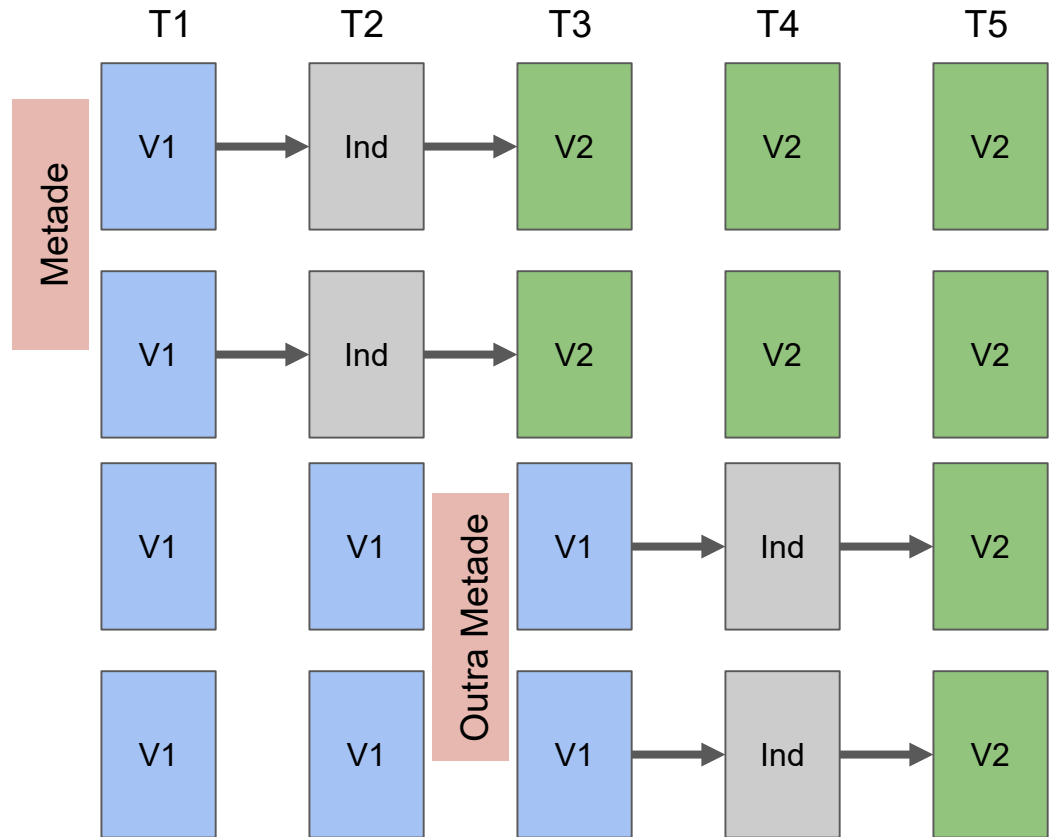 T1 T2 T3 T4 T5
Metade
V1 Ind V2 V2 V2
V1 Ind V2 V2 V2
Outra Metade
V1 V1 V1 Ind V2
V1 V1 V1 Ind V2